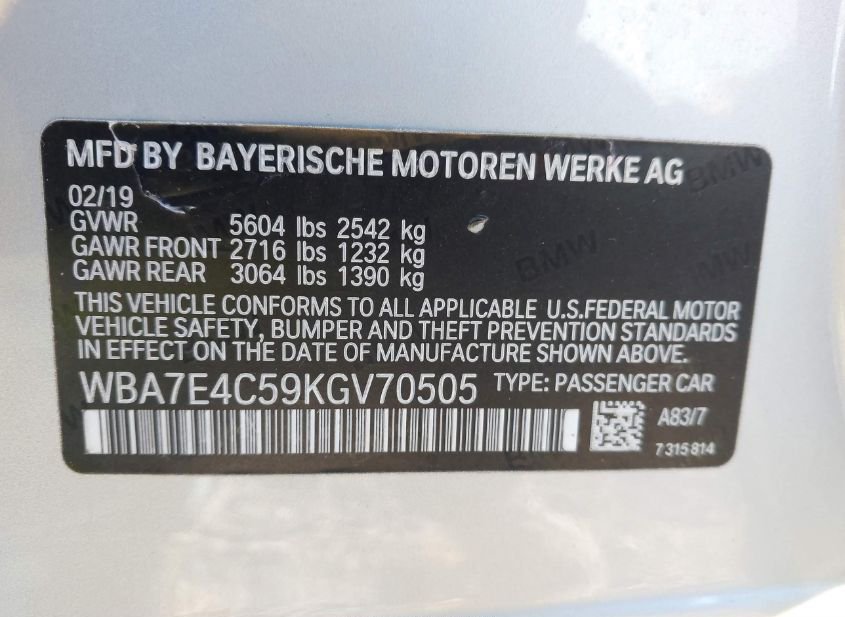 MFD BY BAYERISCHE MOTOREN WERKE AG
02/19
GVWR 5604 lbs 2542 kg
GAWR FRONT 2716 lbs 1232 kg
GAWR REAR 3064 lbs 1390 kg
THIS VEHICLE CONFORMS TO ALL APPLICABLE U.S.FEDERAL MOTOR
VEHICLE SAFETY, BUMPER AND THEFT PREVENTION STANDARDS
IN EFFECT ON THE DATE OF MANUFACTURE SHOWN ABOVE.
WBA7E4C59KGV70505 TYPE: PASSENGER CAR
A83/7
7 315 814
BMW
BMW
BMW